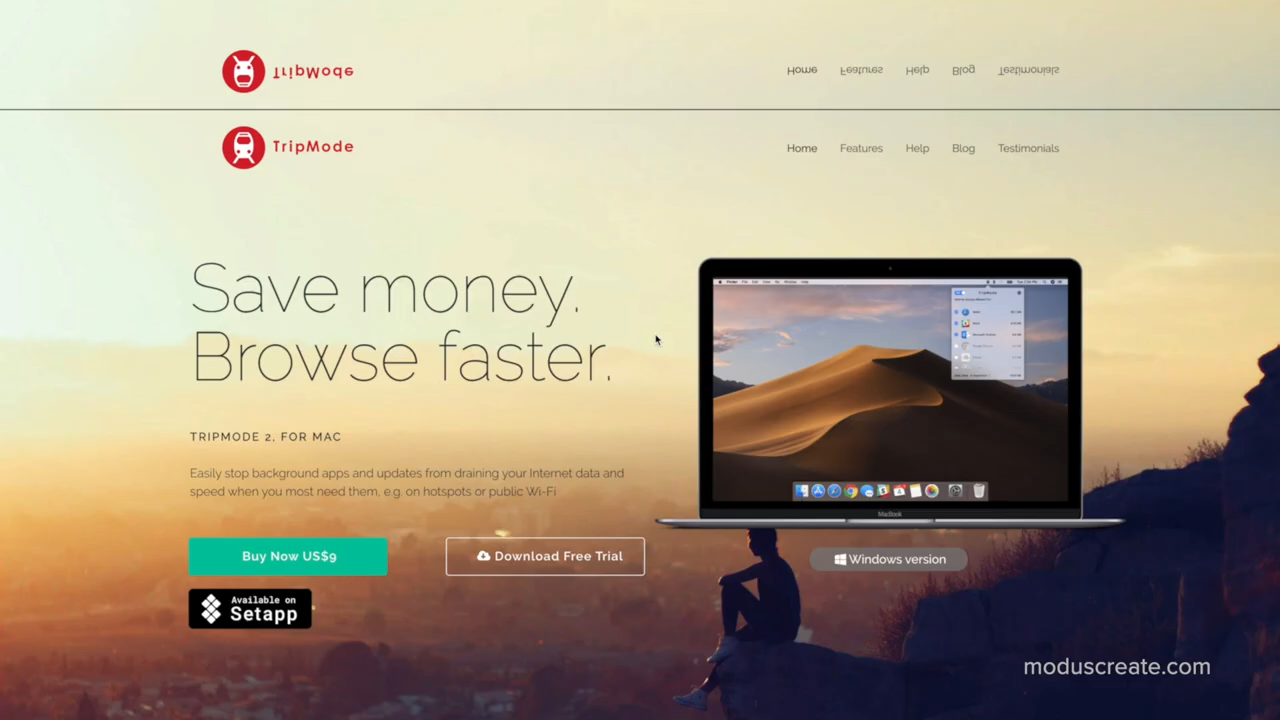 TripMode
Home Features Help Blog Testimonials
TripMode
Home Features Help Blog Testimonials
Save money.
Browse faster.
TRIPMODE 2, FOR MAC
Easily stop background apps and updates from draining your Internet data and
speed when you most need them, e.g. on hotspots or public Wi-Fi
MacBook
Buy Now US$9
Download Free Trial
Windows version
Available on
Setapp
moduscreate.com